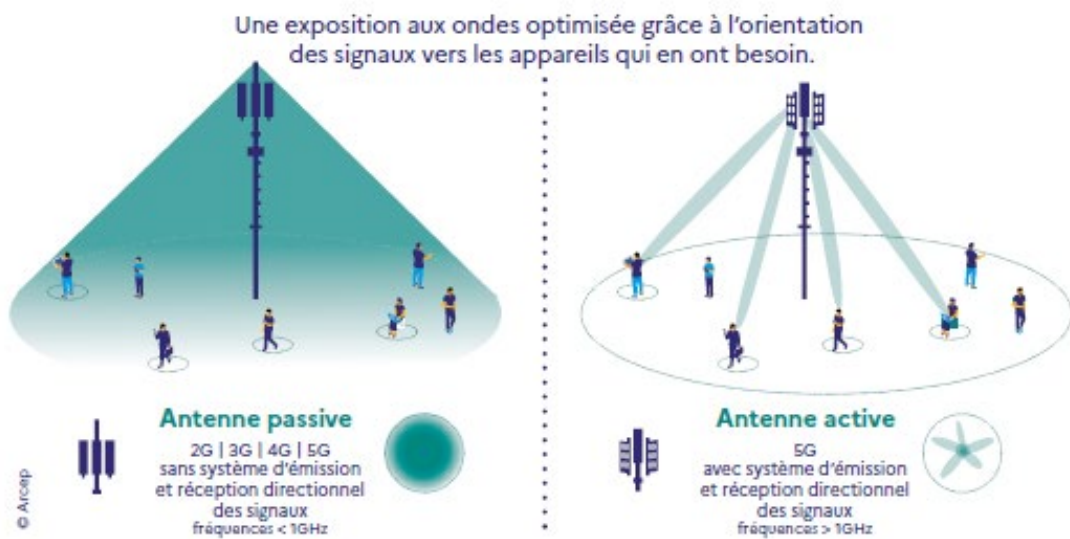 Une exposition aux ondes optimisée grâce à l'orientation
des signaux vers les appareils qui en ont besoin.
Antenne passive
2G | 3G | 4G | 5G
sans système d'émission
et réception directionnel
des signaux
fréquences < 1GHz
Antenne active
5G
avec système d'émission
et réception directionnel
des signaux
fréquences > 1GHz
© Arcep